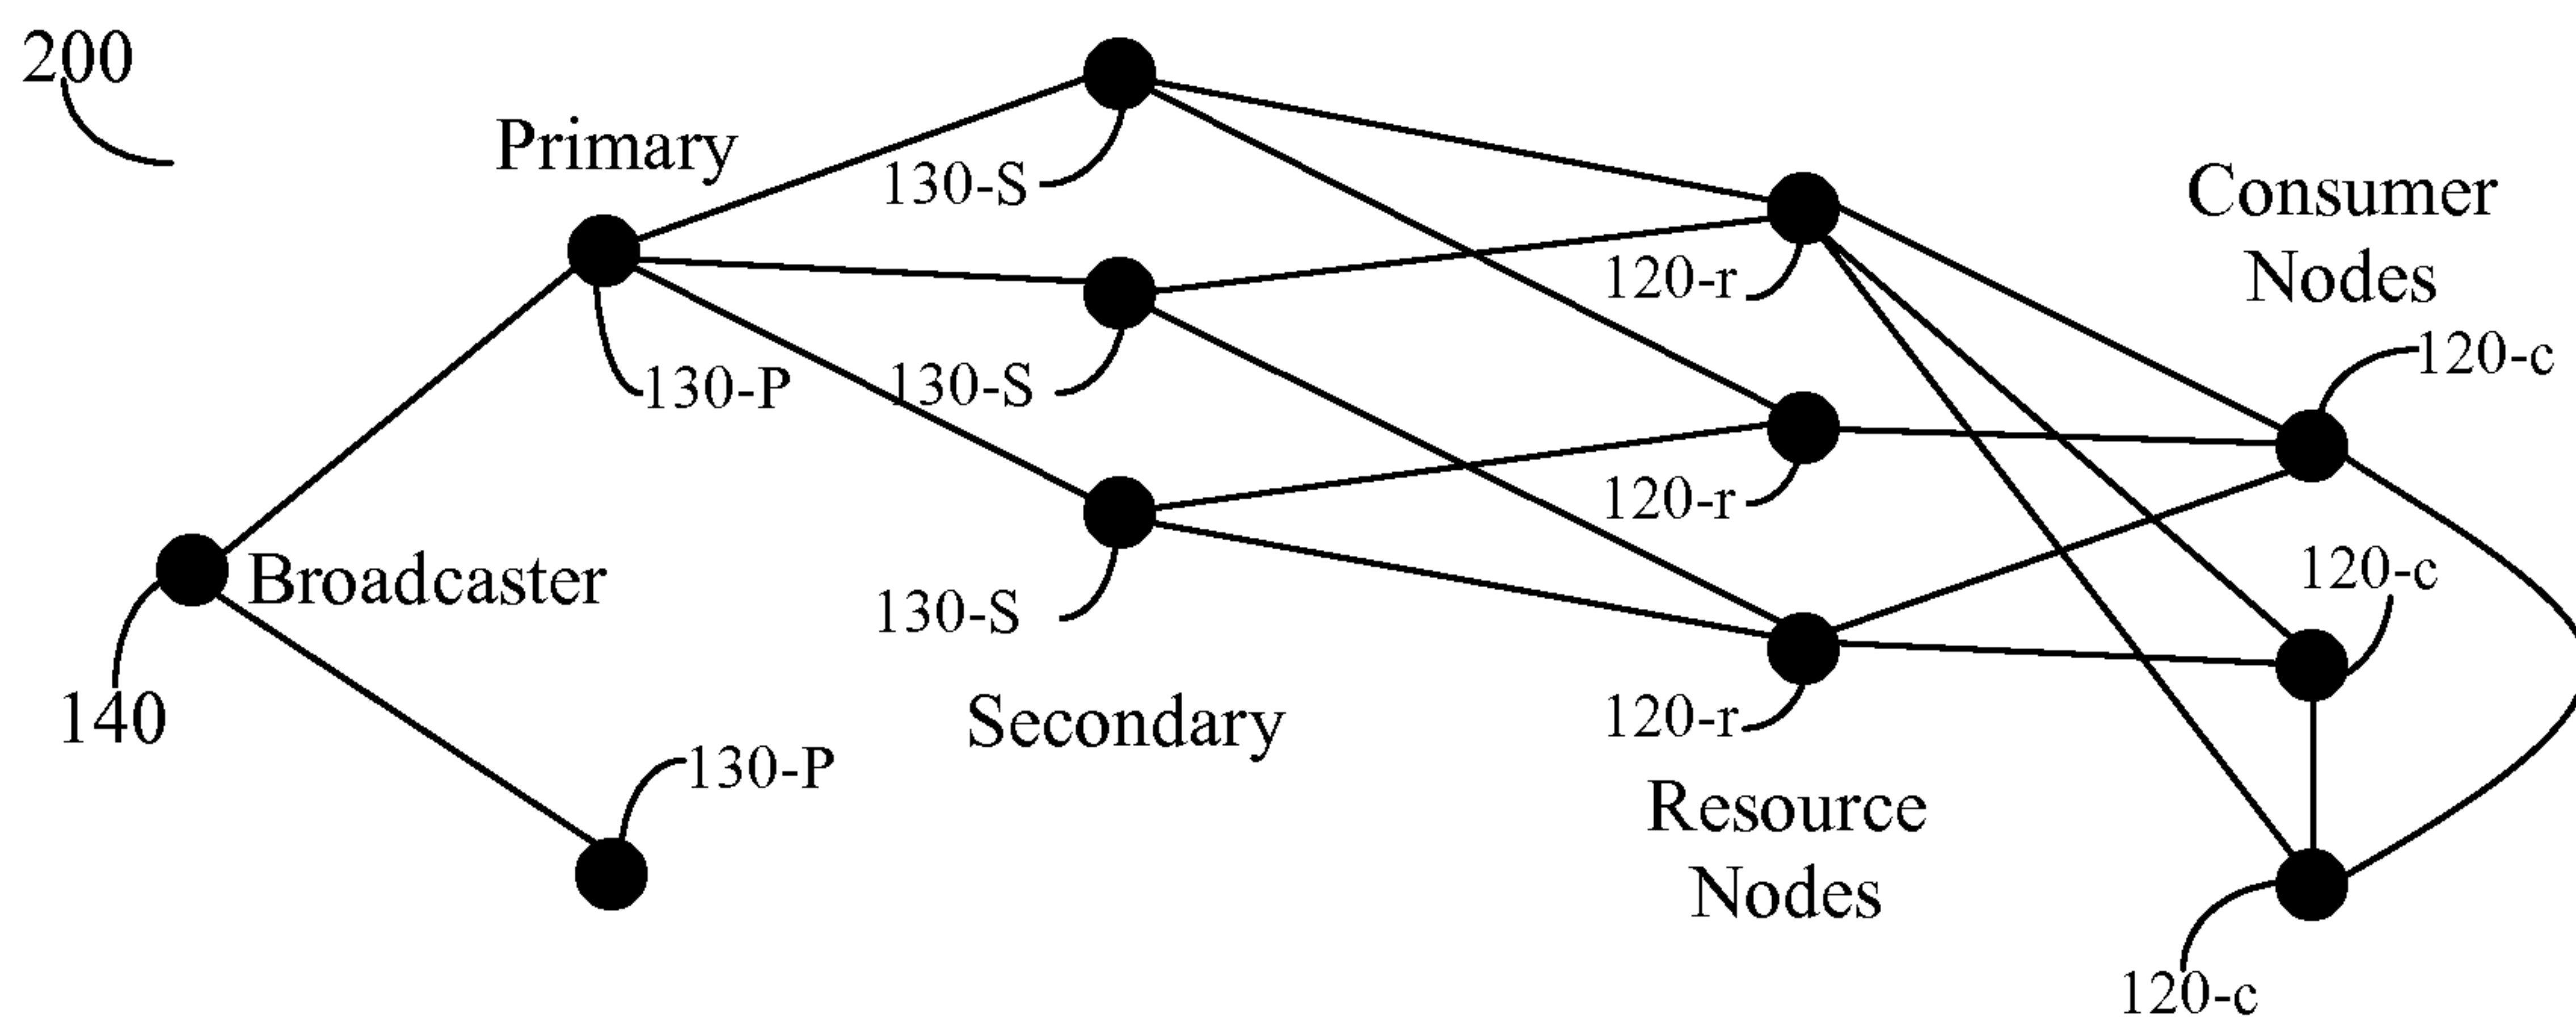 200
Primary
130-S
Consumer
Nodes
120-r
120-c
130-P
130-S
120-r
Broadcaster
120-c
130-S
140
Secondary
120-r
130-P
Resource
Nodes
120-c